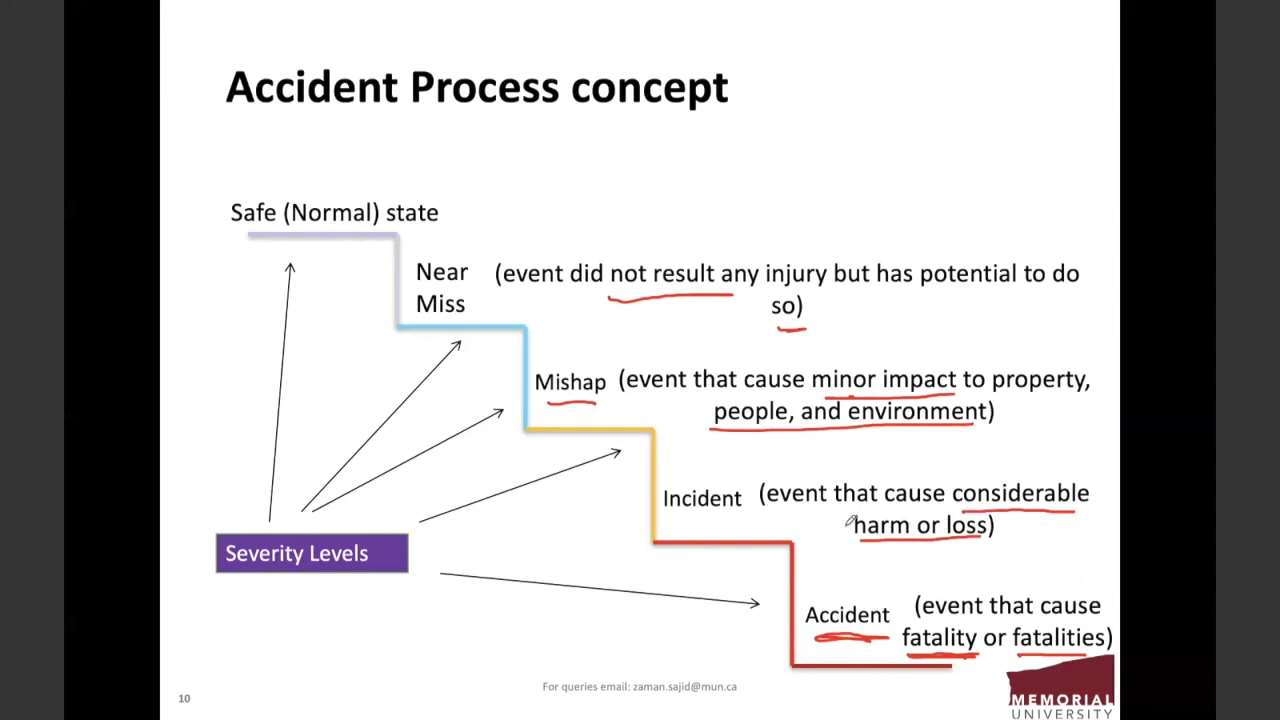 Accident Process concept
Safe (Normal) state
Near
Miss
(event did not result any injury but has potential to do
so)
Mishap
(event that cause minor impact to property,
people, and environment)
Incident
(event that cause considerable
harm or loss)
Severity Levels
Accident
(event that cause
fatality or fatalities)
10
For queries email: zaman.sajid@mun.ca
MEMORIAL
UNIVERSITY